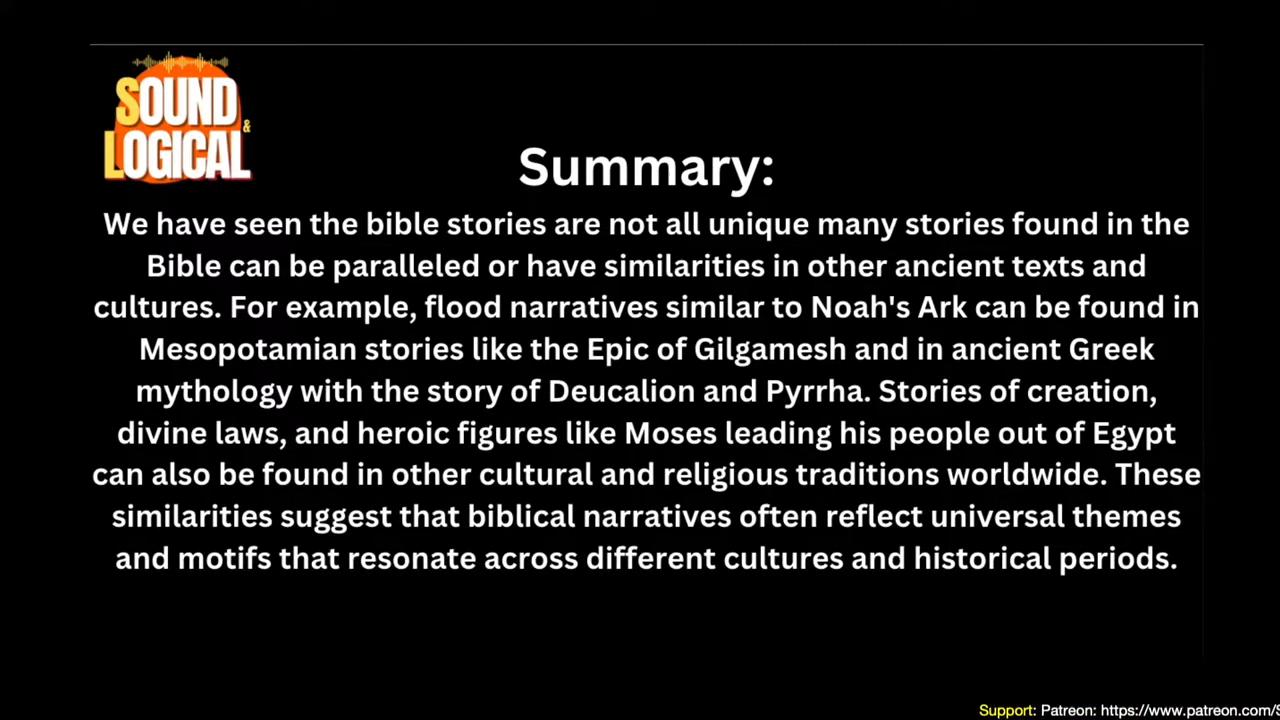 SOUND
&
LOGICAL
Summary:
We have seen the bible stories are not all unique many stories found in the
Bible can be paralleled or have similarities in other ancient texts and
cultures. For example, flood narratives similar to Noah's Ark can be found in
Mesopotamian stories like the Epic of Gilgamesh and in ancient Greek
mythology with the story of Deucalion and Pyrrha. Stories of creation,
divine laws, and heroic figures like Moses leading his people out of Egypt
can also be found in other cultural and religious traditions worldwide. These
similarities suggest that biblical narratives often reflect universal themes
and motifs that resonate across different cultures and historical periods.
Support: Patreon: https://www.patreon.com/S